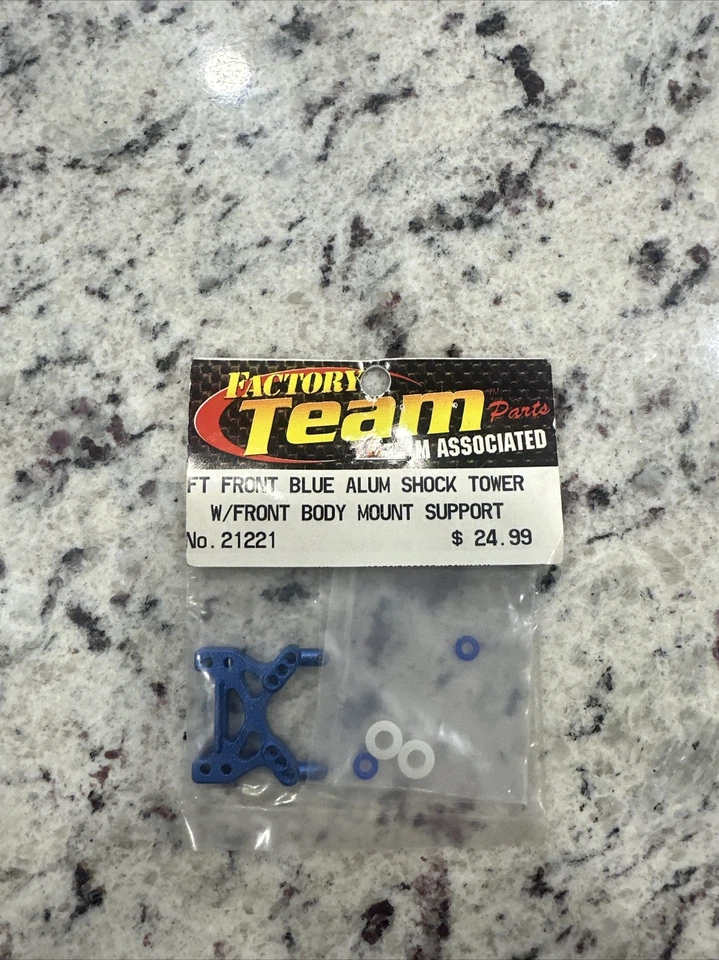 FACTORY
Team Parts
M ASSOCIATED
FT FRONT BLUE ALUM SHOCK TOWER
W/FRONT BODY MOUNT SUPPORT
No. 21221 $ 24.99